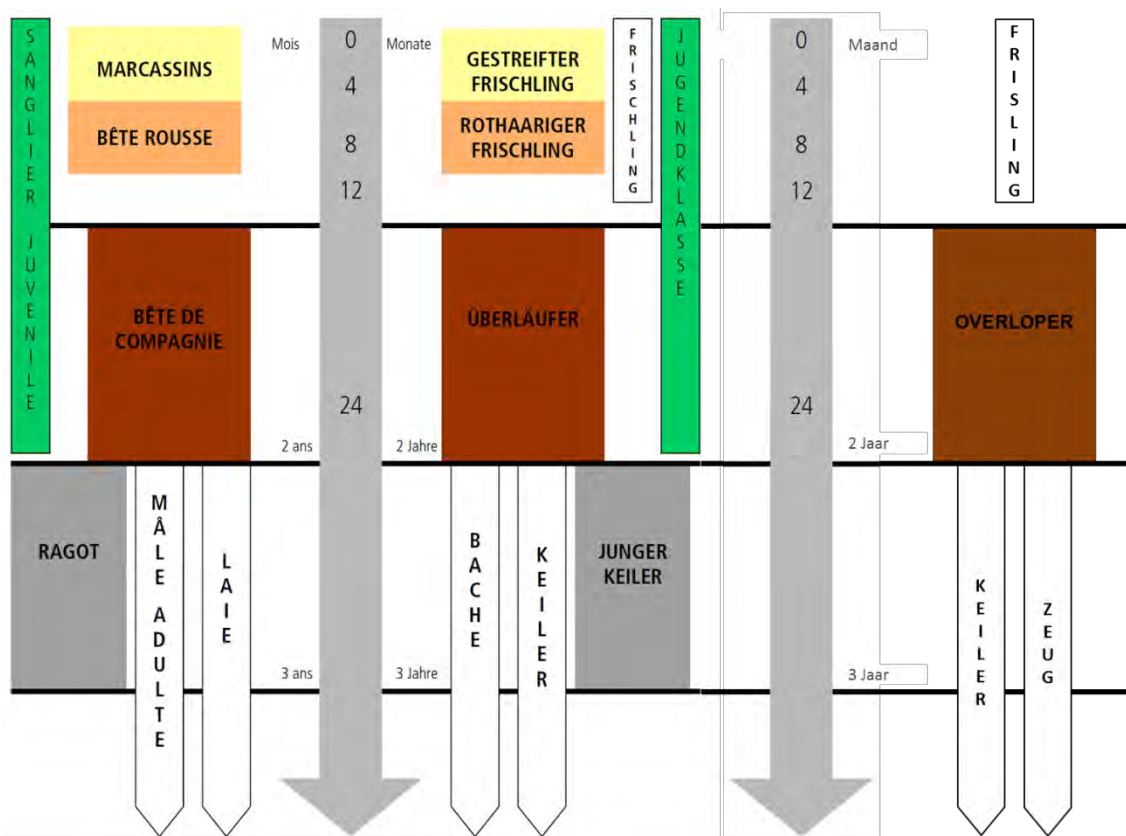 SANGLIER JUVENILE
MARCASSINS
BÊTE ROUSSE
Mois
0
4
8
12
24
Monate
GESTREIFTER
FRISCHLING
ROTHAARIGER
FRISCHLING
FRISCHLING
JUGENDKLASSE
0
4
8
12
24
Maand
FRISLING
BÊTE DE
COMPAGNIE
ÜBERLÄUFER
OVERLOPER
2 ans
2 Jahre
2 Jaar
RAGOT
MÂLE ADULTE
LAIE
BACHE
KEILER
JUNGER
KEILER
KEILER
ZEUG
3 ans
3 Jahre
3 Jaar